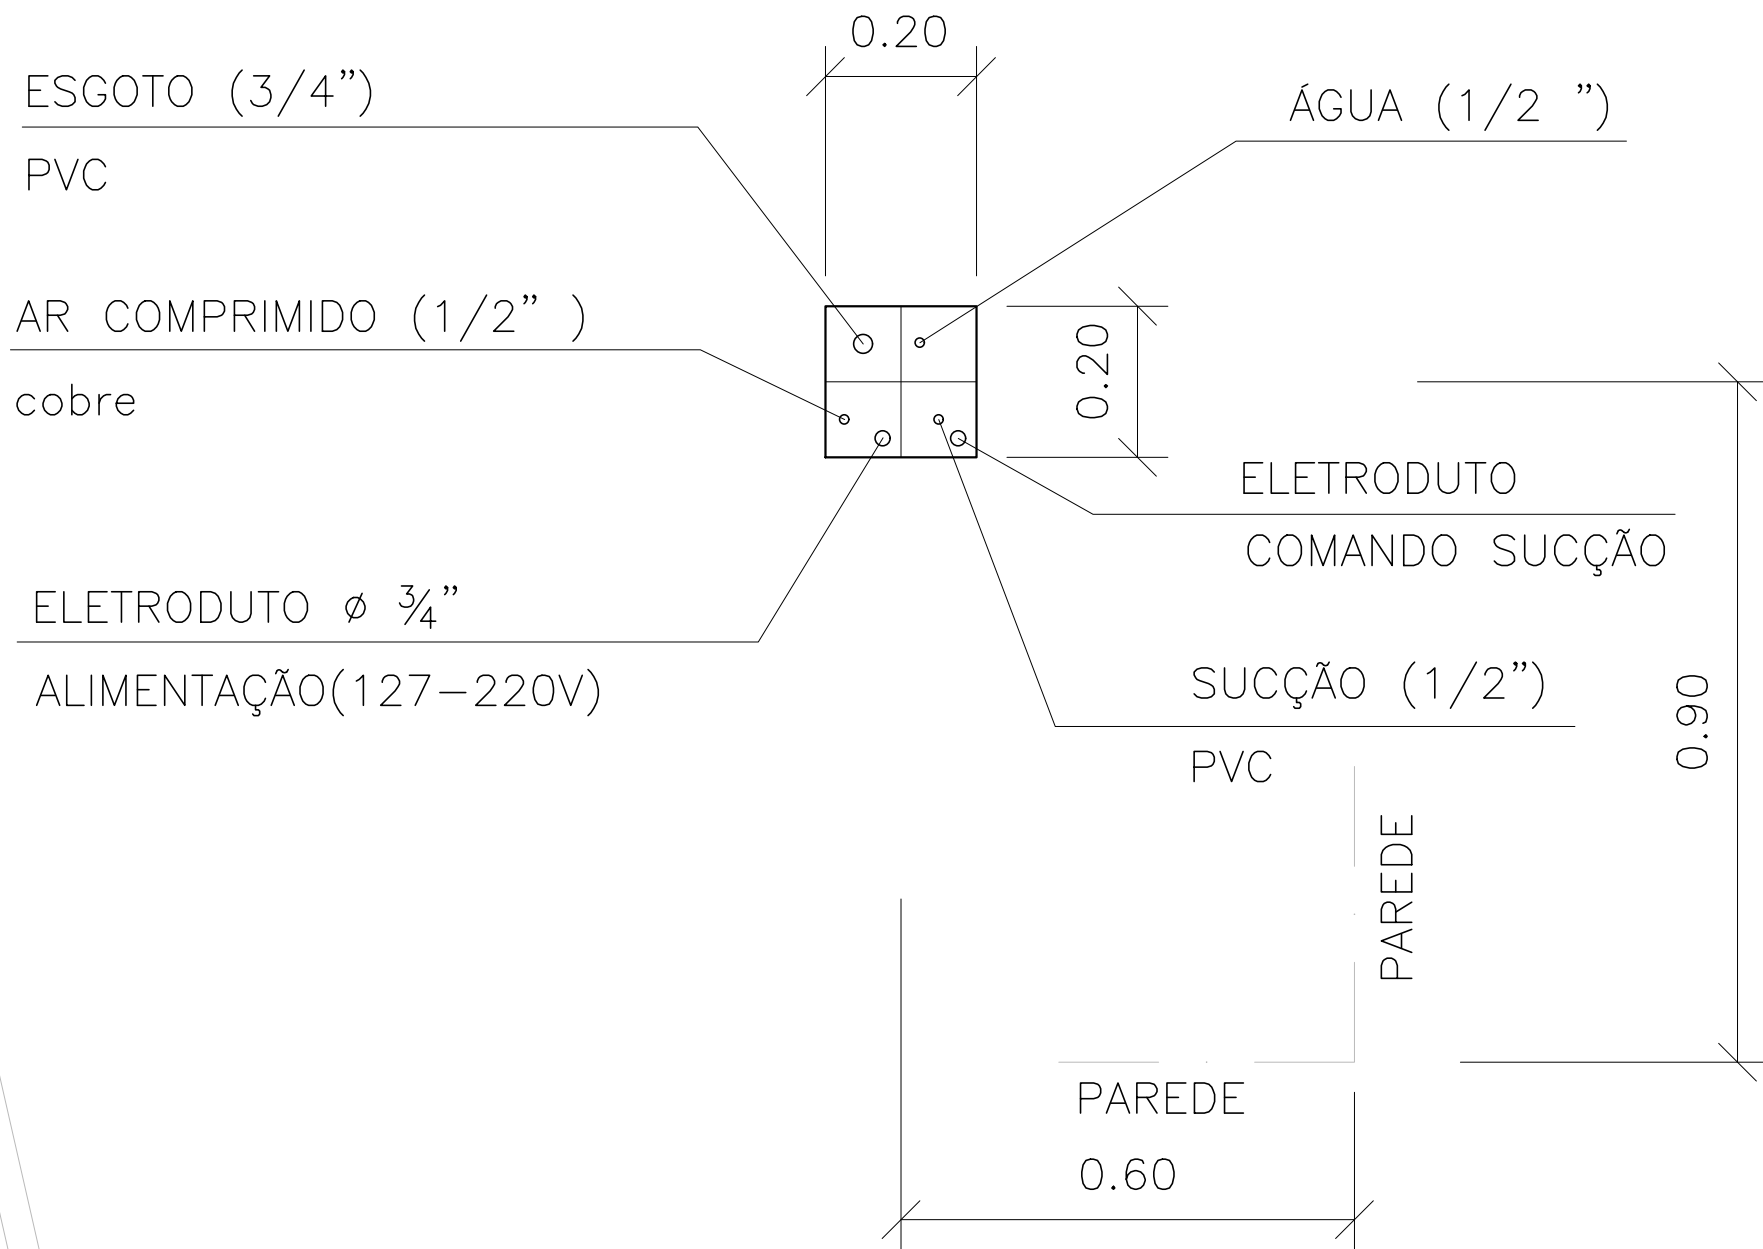 0.20
ESGOTO (3/4”)
PVC
ÁGUA (1/2 ”)
AR COMPRIMIDO (1/2” )
cobre
0.20
ELETRODUTO
COMANDO SUCÇÃO
ELETRODUTO ø ¾”
ALIMENTAÇÃO(127–220V)
SUCÇÃO (1/2”)
PVC
0.90
PAREDE
PAREDE
0.60